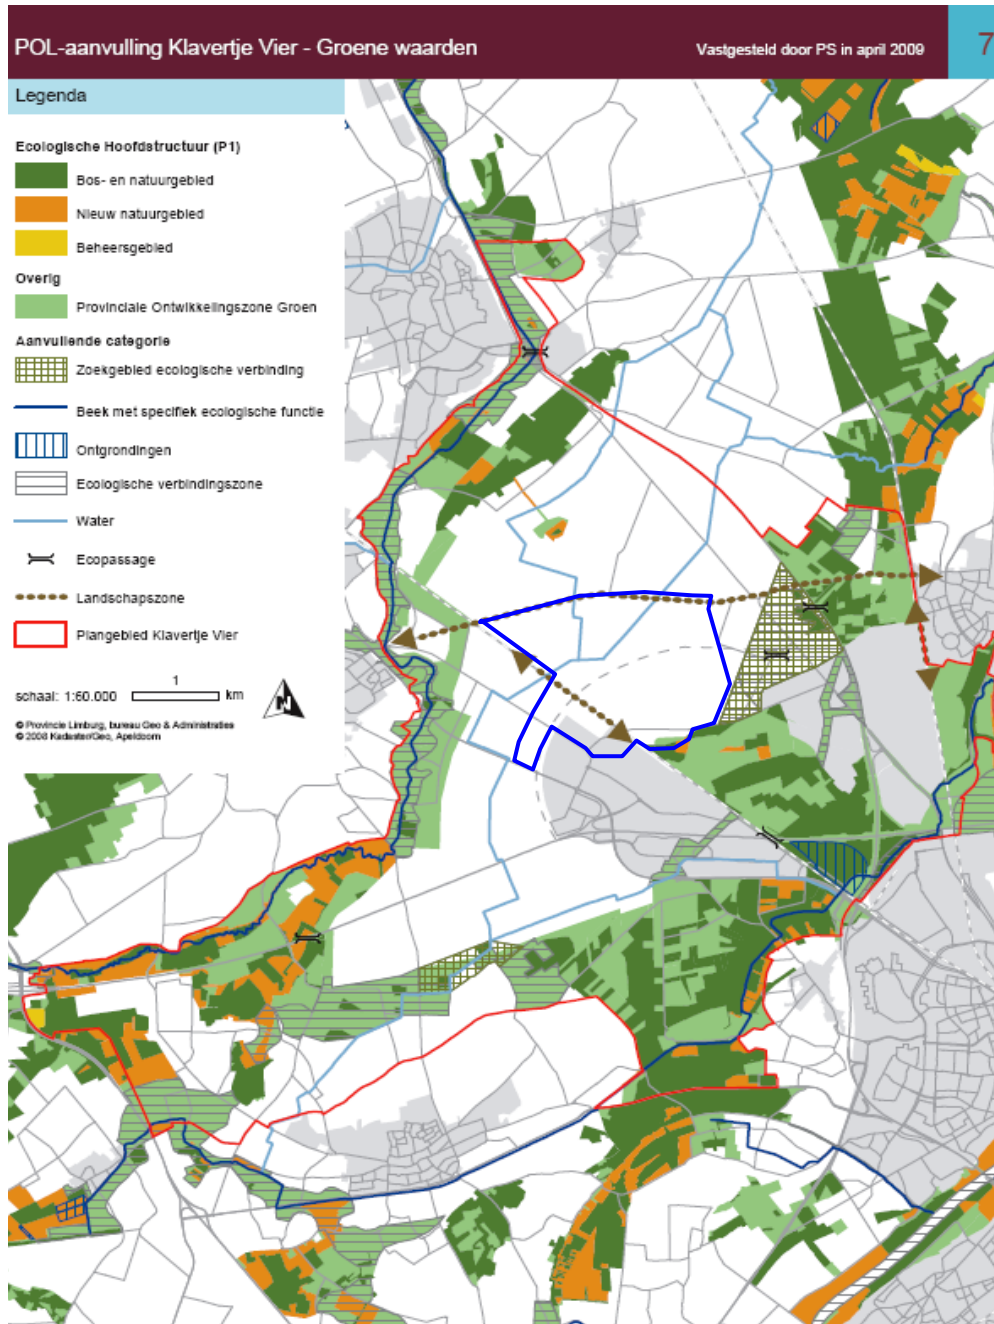 POL-aanvulling Klavertje Vier - Groene waarden
Vastgesteld door PS in april 2009
7
Legenda
Ecologische Hoofdstructuur (P1)
Bos- en natuurgebied
Nieuw natuurgebied
Beheersgebied
Overig
Provinciale Ontwikkelingszone Groen
Aanvullende categorie
Zoekgebied ecologische verbinding
Beek met specifiek ecologische functie
Ontgrondingen
Ecologische verbindingszone
Water
Ecopassage
Landschapszone
Plangebied Klavertje Vier
schaal: 1:60.000
1
km
N
© Provincie Limburg, bureau Geo & Administraties
© 2008 Kadaster/Geo, Apeldoorn